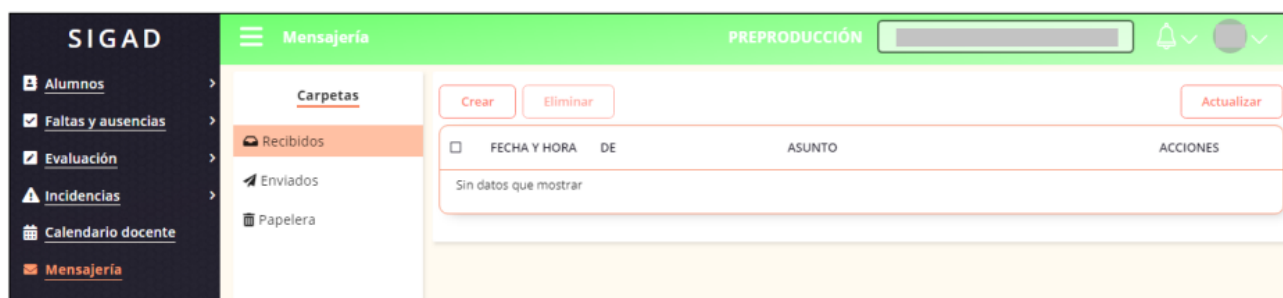 SIGAD
Mensajería
PREPRODUCCIÓN
Alumnos
Faltas y ausencias
Evaluación
Incidencias
Calendario docente
Mensajería
Carpetas
Recibidos
Enviados
Papelera
Crear Eliminar Actualizar
FECHA Y HORA DE ASUNTO ACCIONES
Sin datos que mostrar